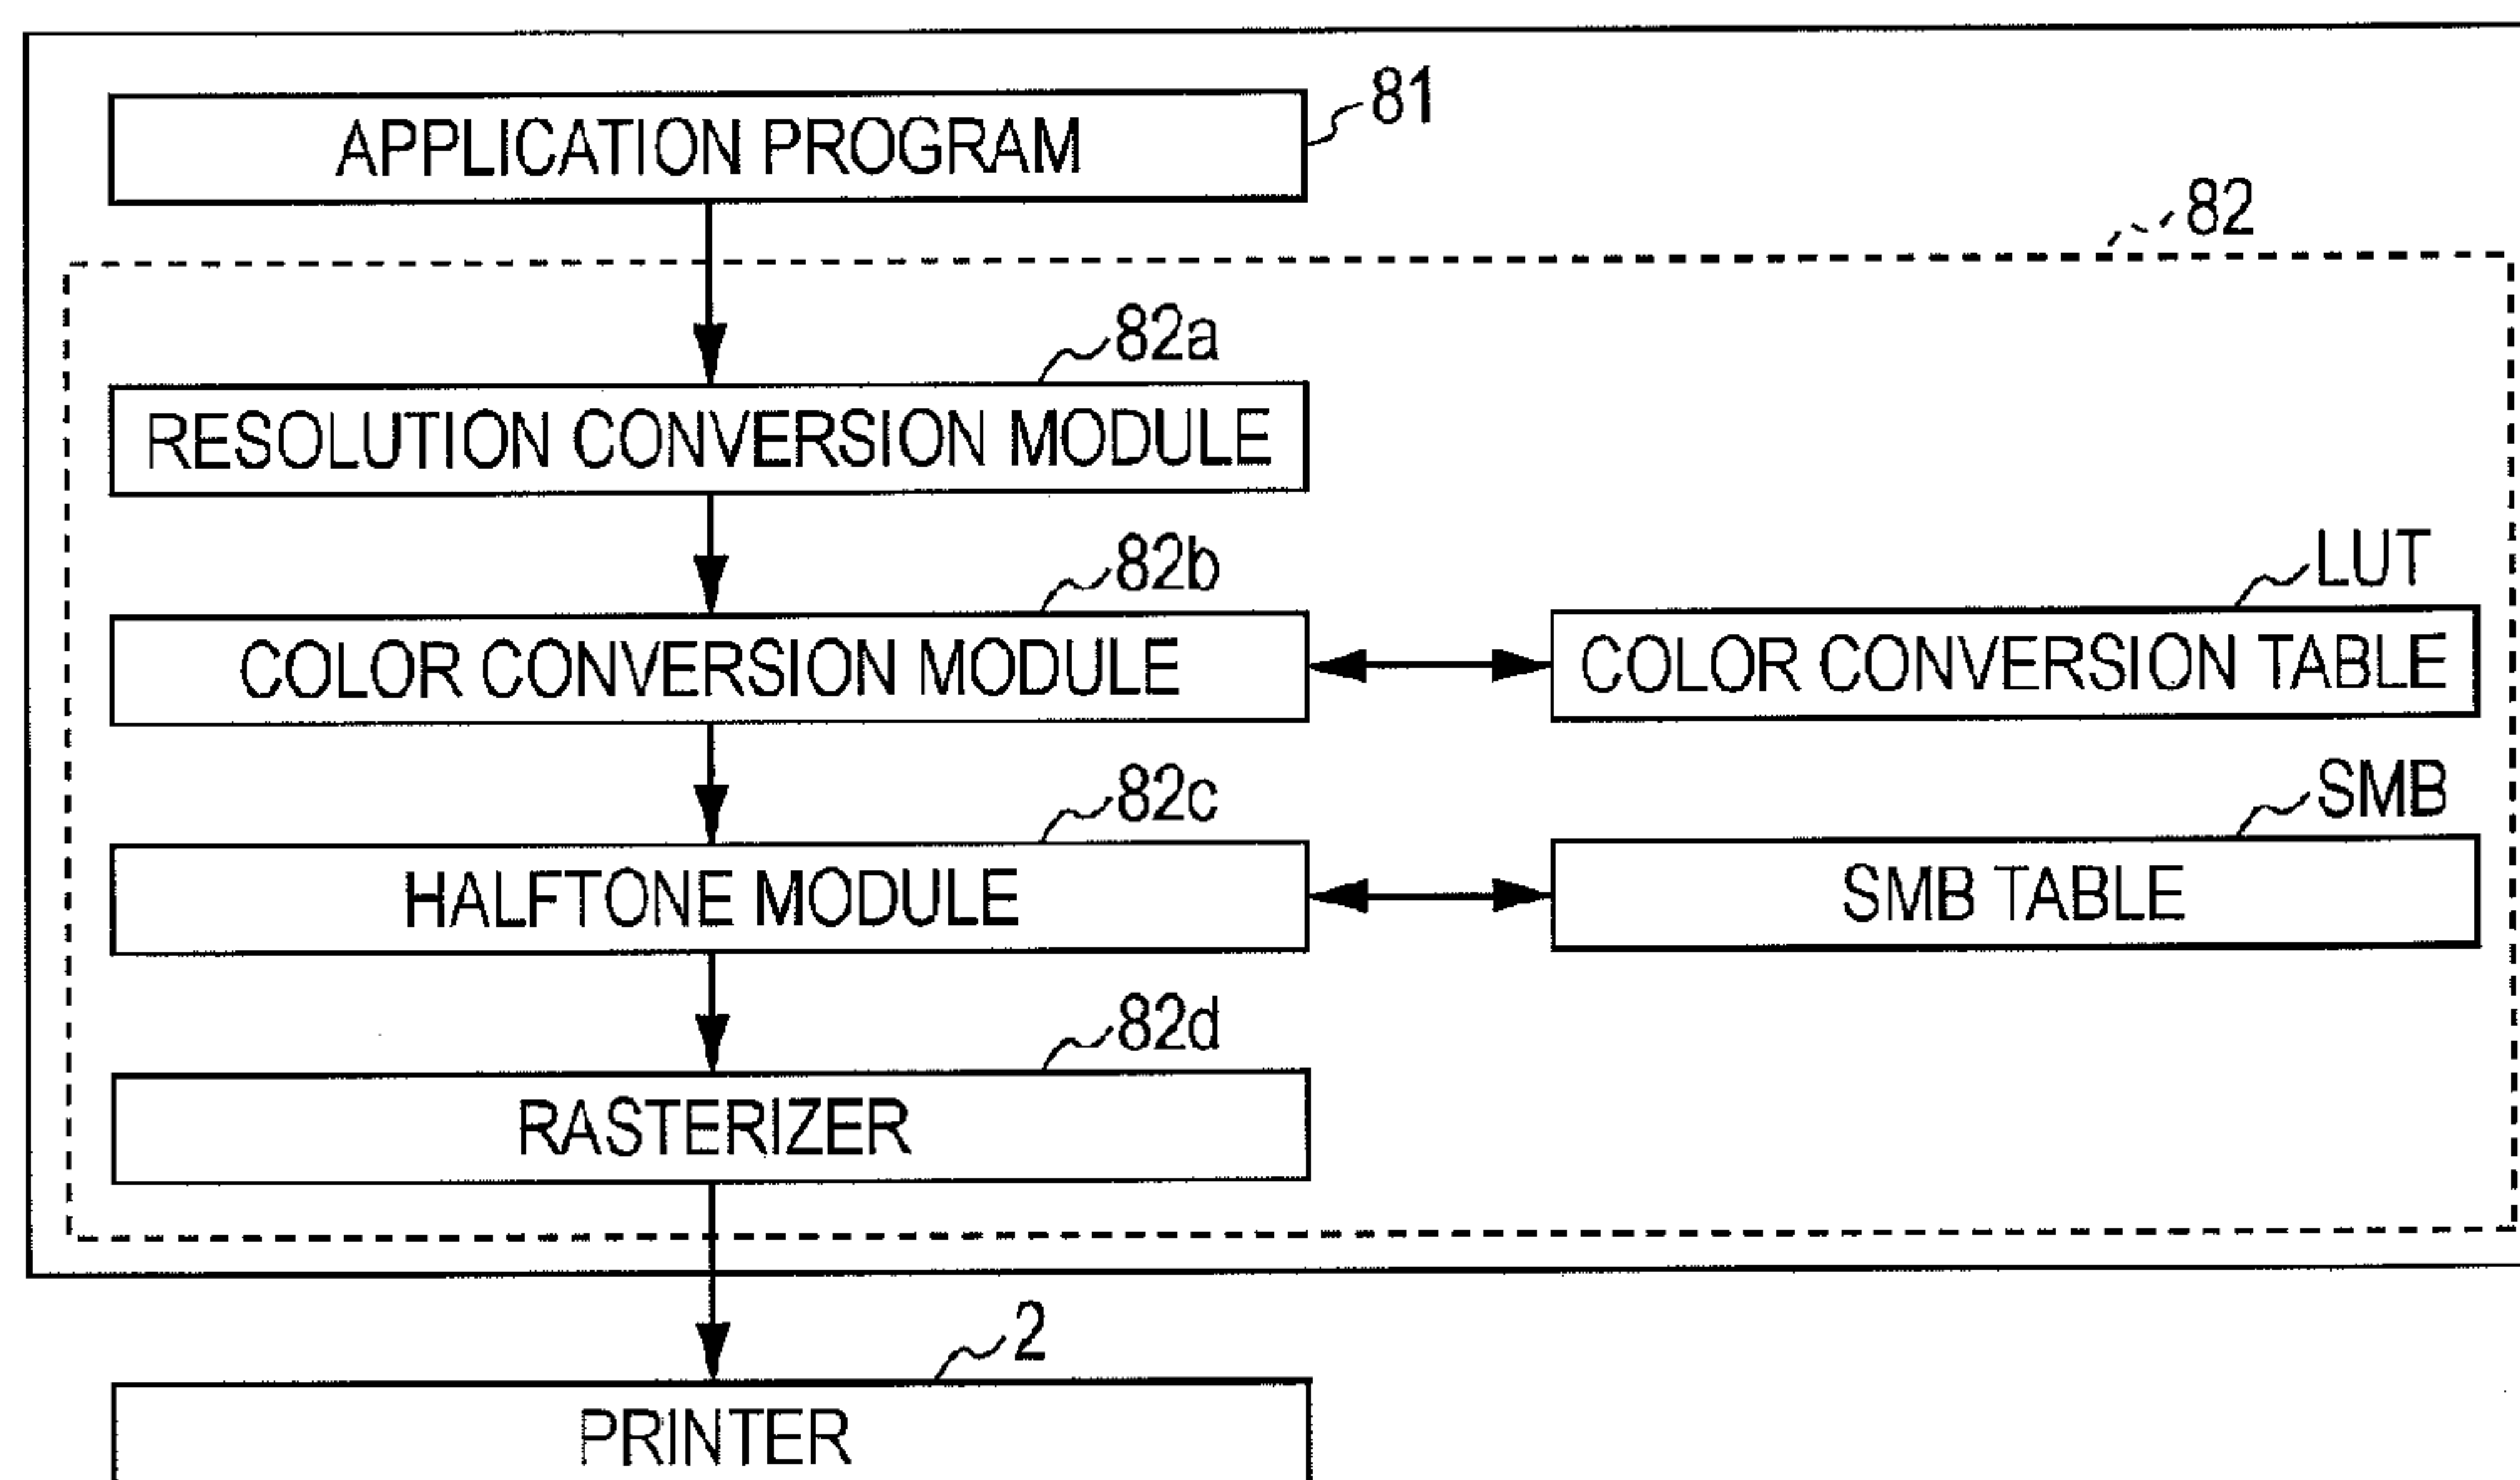 81
APPLICATION PROGRAM
82
82a
RESOLUTION CONVERSION MODULE
82b
LUT
COLOR CONVERSION MODULE
COLOR CONVERSION TABLE
82c
SMB
HALFTONE MODULE
SMB TABLE
82d
RASTERIZER
2
PRINTER